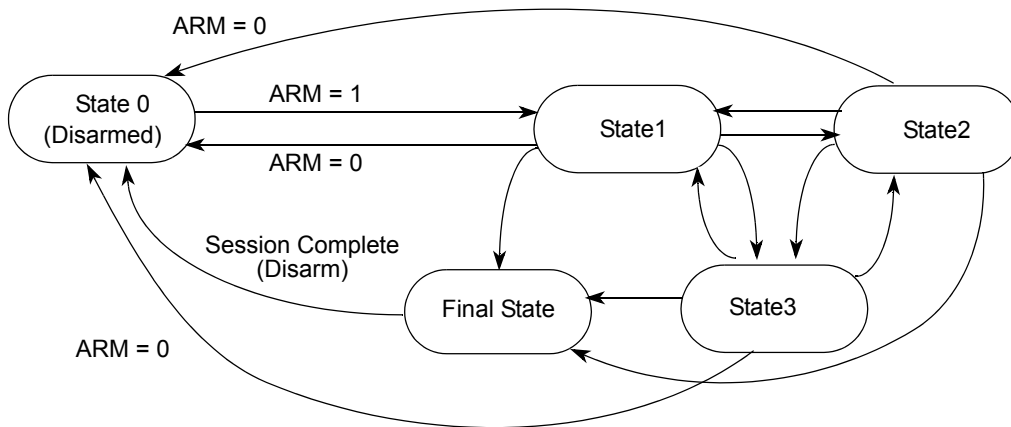 ARM = 0
State 0
(Disarmed)
ARM = 1
State1
State2
ARM = 0
Session Complete
(Disarm)
Final State
State3
ARM = 0